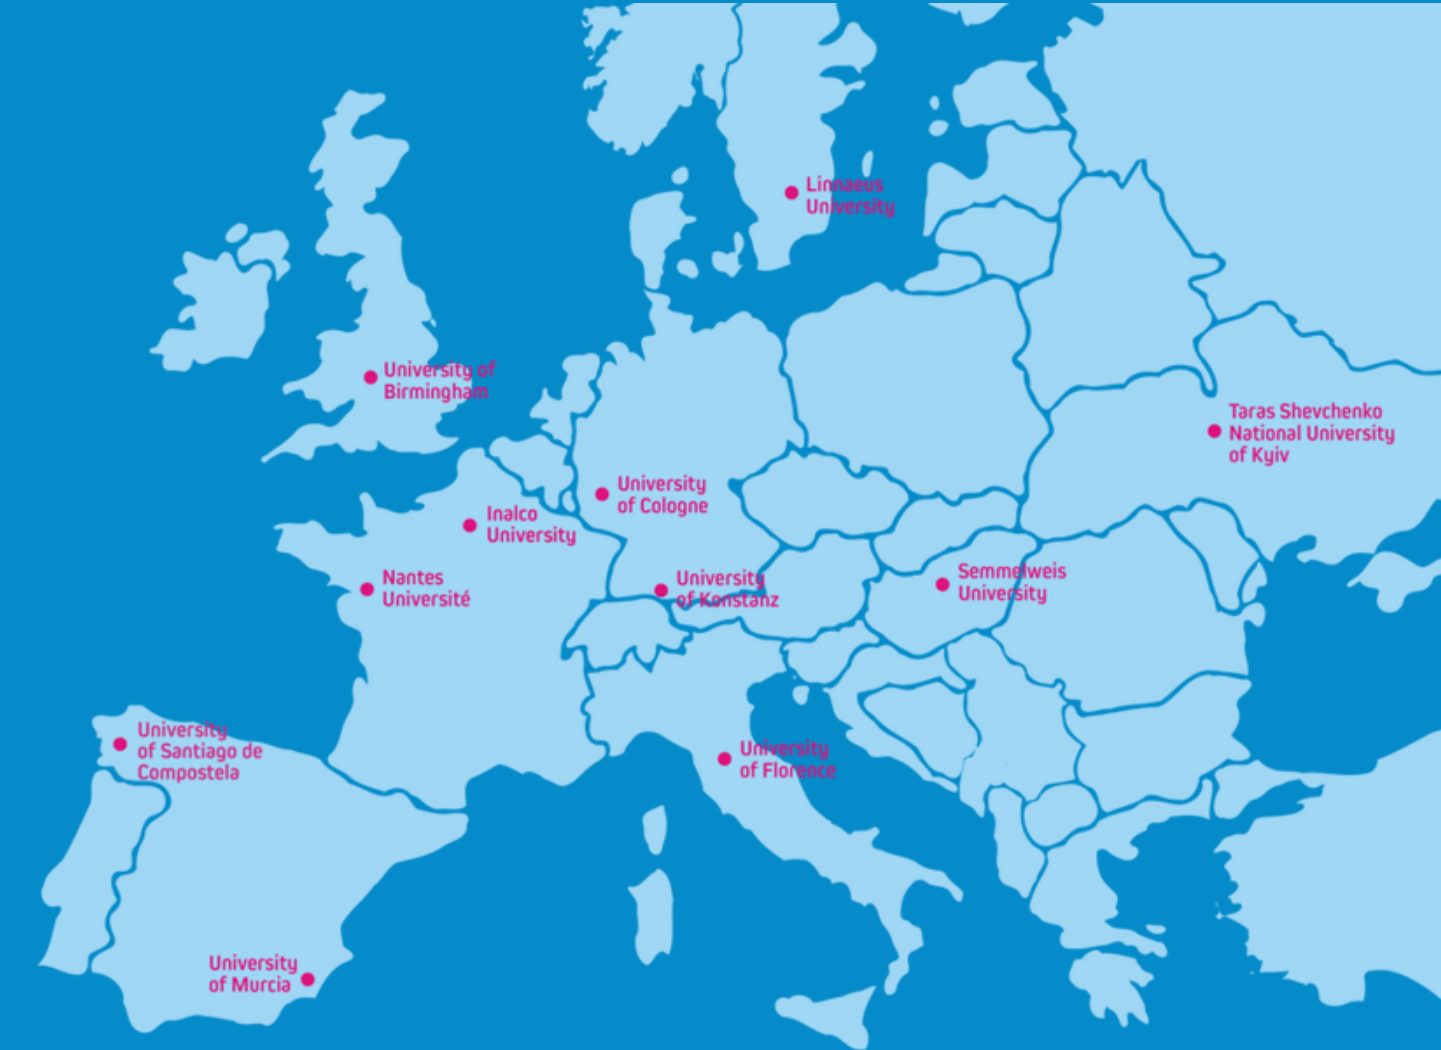 Linnaeus
University
University of
Birmingham
Taras Shevchenko
National University
of Kyiv
University
of Cologne
Inalco
University
Nantes
Université
University
of Konstanz
Semmelweis
University
University
of Santiago de
Compostela
University
of Florence
University
of Murcia